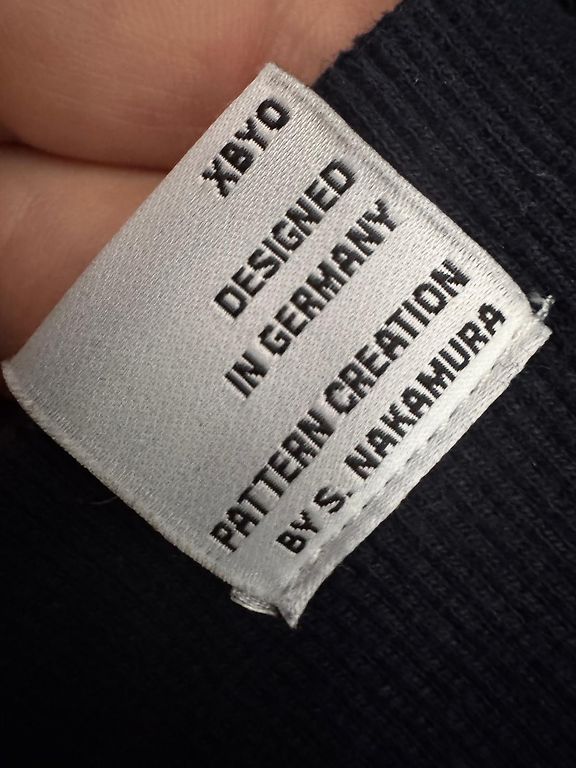 XBYO
DESIGNED
IN GERMANY
PATTERN CREATION
BY S. NAKAMURA